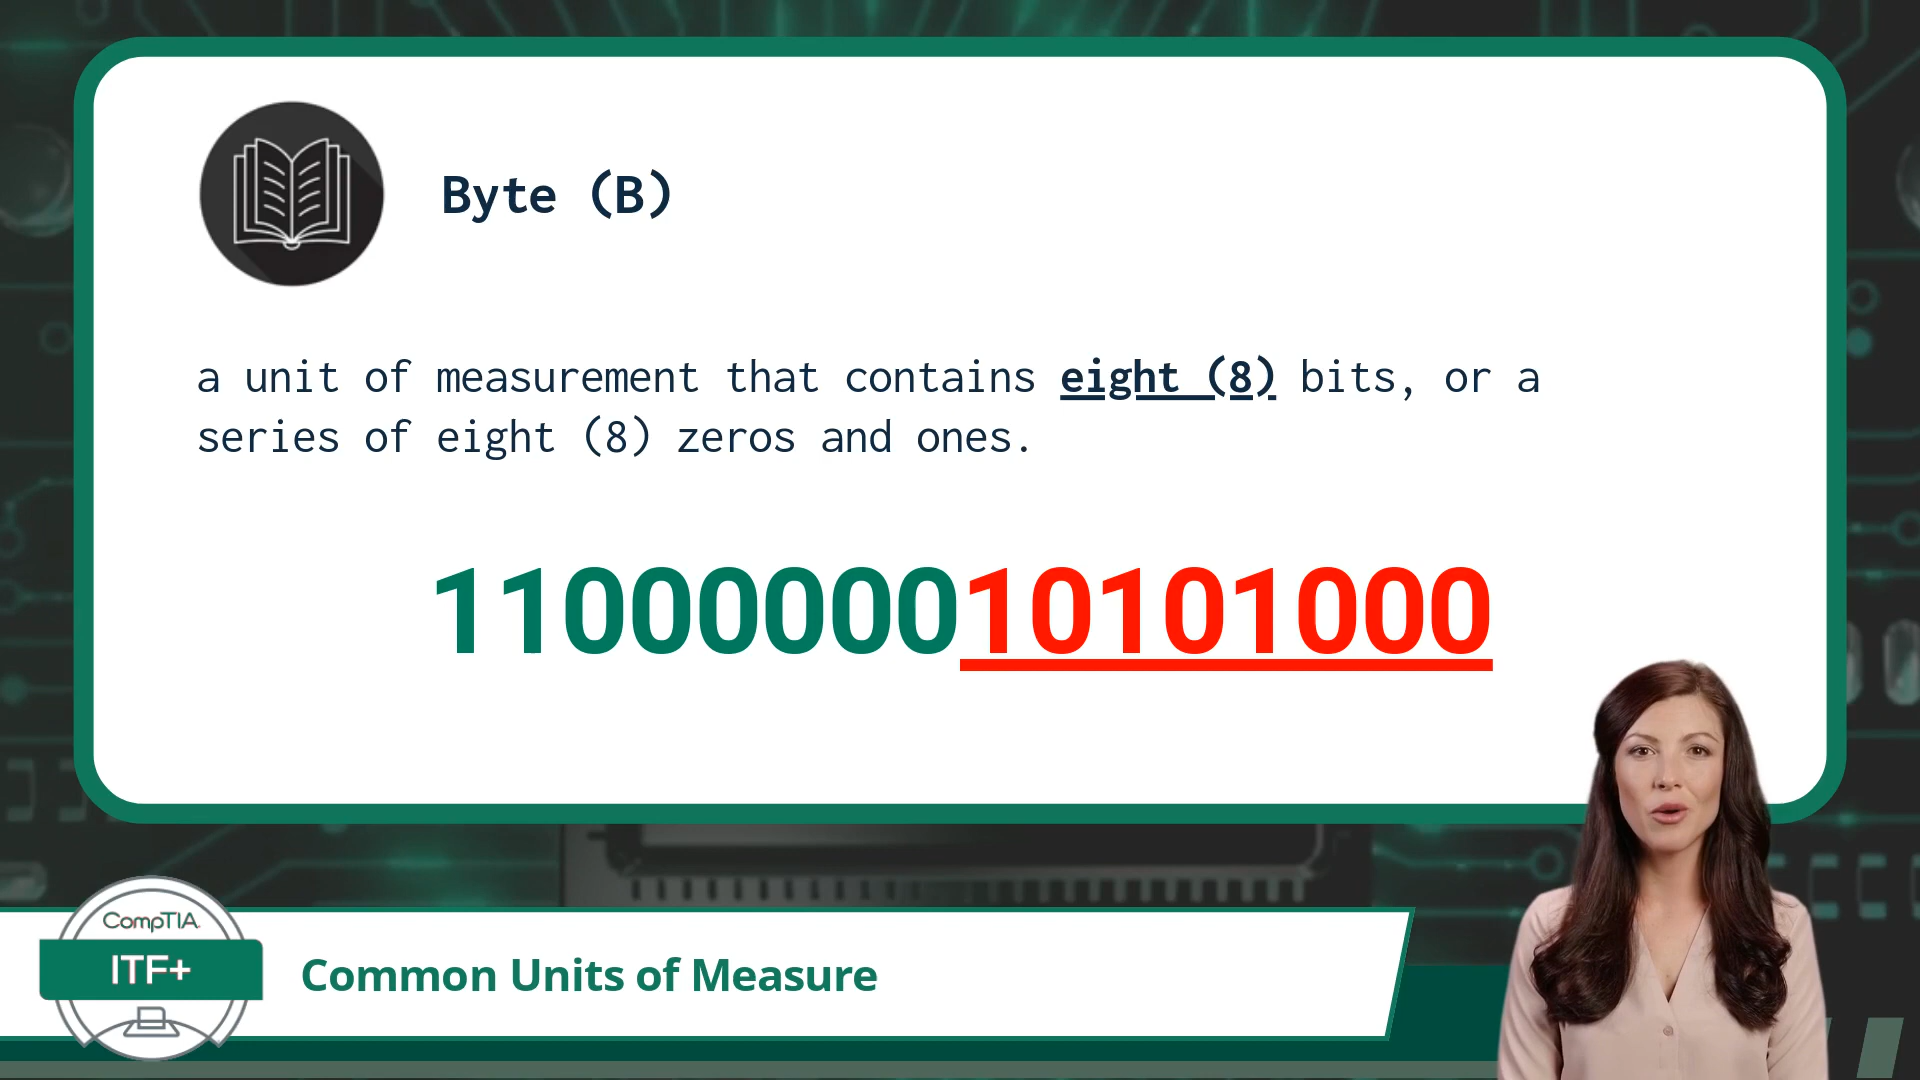 Byte (B)
a unit of measurement that contains eight (8) bits, or a
series of eight (8) zeros and ones.
1100000010101000
CompTIA.
ITF+
Common Units of Measure